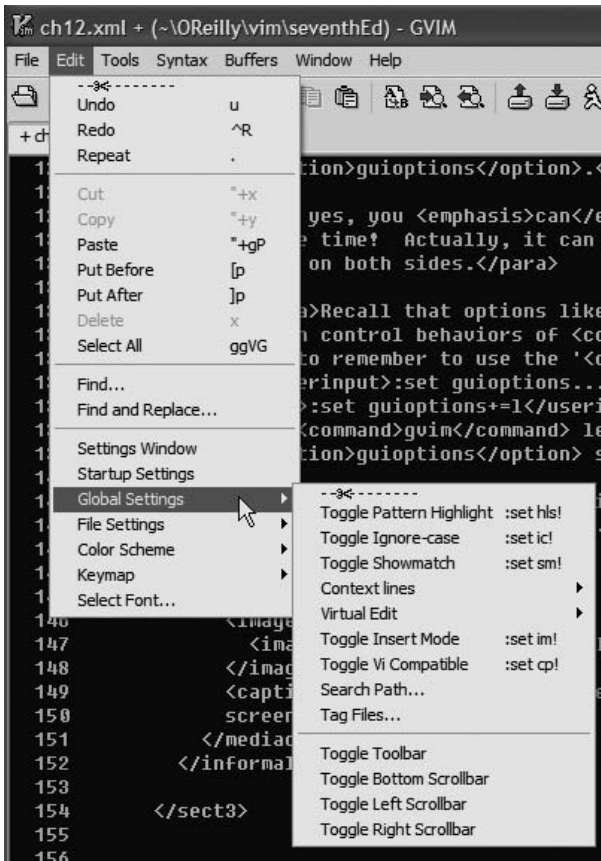 ch12.xml + (~\OReilly\vim\seventhEd) - GVIM
File Edit Tools Syntax Buffers Window Help
Undo u
Redo ^R
Repeat .
Cut "+x
Copy "+y
Paste "+gP
Put Before [p
Put After ]p
Delete x
Select All ggVG
Find...
Find and Replace...
Settings Window
Startup Settings
Global Settings
File Settings
Color Scheme
Keymap
Select Font...
Toggle Pattern Highlight :set hls!
Toggle Ignore-case :set ic!
Toggle Showmatch :set sm!
Context lines
Virtual Edit
Toggle Insert Mode :set im!
Toggle Vi Compatible :set cp!
Search Path...
Tag Files...
Toggle Toolbar
Toggle Bottom Scrollbar
Toggle Left Scrollbar
Toggle Right Scrollbar
tion>guioptions</option>.<
yes, you <emphasis>can</e
time! Actually, it can
on both sides.</para>
>Recall that options like
control behaviors of <c
to remember to use the '<
erinput>:set guioptions...
>:set guioptions+=l</useri
<command>gvim</command> le
tion>guioptions</option> s
146 <image
147 <ima
148 </imag
149 <capti
150 screen
151 </mediao
152 </informal
153
154 </sect3>
155
156